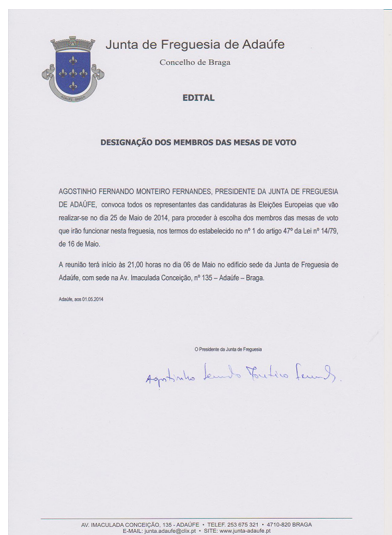 Junta de Freguesia de Adaúfe
Concelho de Braga
EDITAL
DESIGNAÇÃO DOS MEMBROS DAS MESAS DE VOTO
AGOSTINHO FERNANDO MONTEIRO FERNANDES, PRESIDENTE DA JUNTA DE FREGUESIA
DE ADAÚFE, convoca todos os representantes das candidaturas às Eleições Europeias que vão
realizar-se no dia 25 de Maio de 2014, para proceder à escolha dos membros das mesas de voto
que irão funcionar nesta freguesia, nos termos do estabelecido no nº 1 do artigo 47º da Lei nº 14/79,
de 16 de Maio.
A reunião terá início às 21,00 horas no dia 06 de Maio no edifício sede da Junta de Freguesia de
Adaúfe, com sede na Av. Imaculada Conceição, nº 135 – Adaúfe – Braga.
Adaúfe, aos 01.05.2014
O Presidente da Junta de Freguesia
Agostinho Fernando Monteiro Fernandes
AV. IMACULADA CONCEIÇÃO, 135 - ADAÚFE • TELEF. 253 675 321 • 4710-820 BRAGA
E-MAIL: junta.adaufe@clix.pt • SITE: www.junta-adaufe.pt